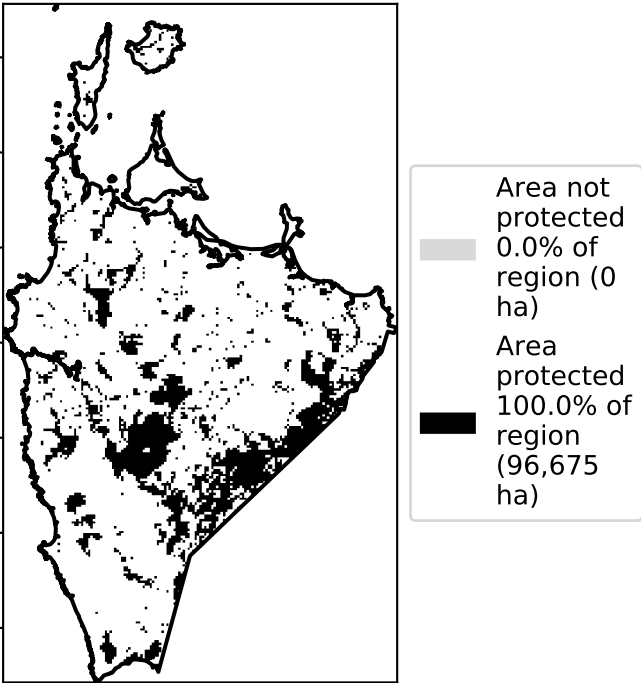 Area not
protected
0.0% of
region (0
ha)
Area
protected
100.0% of
region
(96,675
ha)